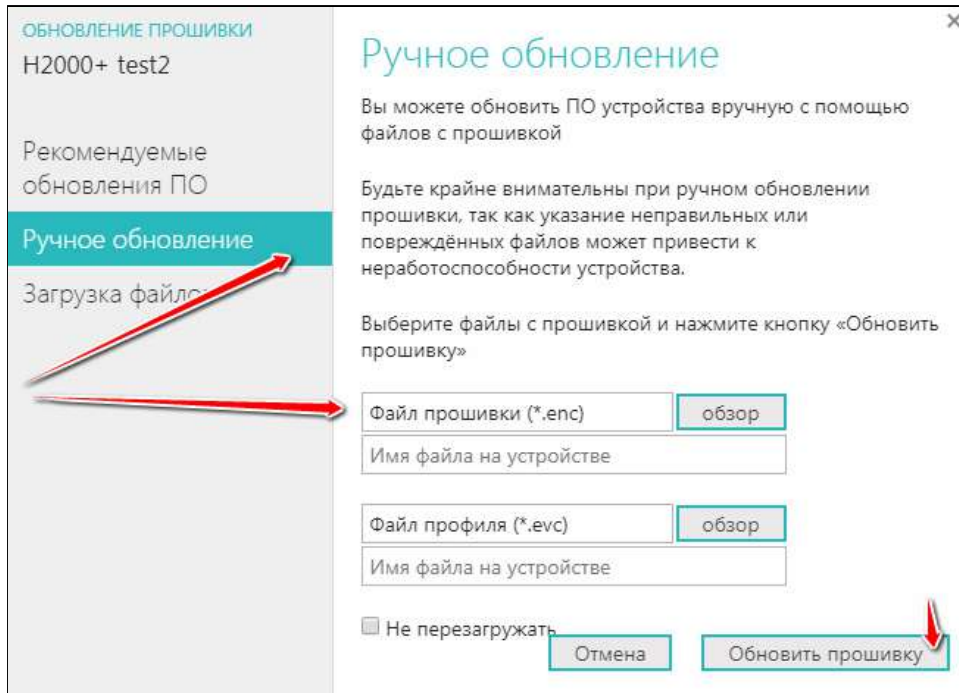 ОБНОВЛЕНИЕ ПРОШИВКИ
H2000+ test2
Рекомендуемые
обновления ПО
Ручное обновление
Загрузка
Ручное обновление
Вы можете обновить ПО устройства вручную с помощью
файлов с прошивкой
Будьте крайне внимательны при ручном обновлении
прошивки, так как указание неправильных или
повреждённых файлов может привести к
неработоспособности устройства.
Выберите файлы с прошивкой и нажмите кнопку «Обновить
прошивку»
Файл прошивки (*.enc)
обзор
Имя файла на устройстве
Файл профиля (*.evc)
обзор
Имя файла на устройстве
Не перезагружать
Отмена
Обновить прошивку